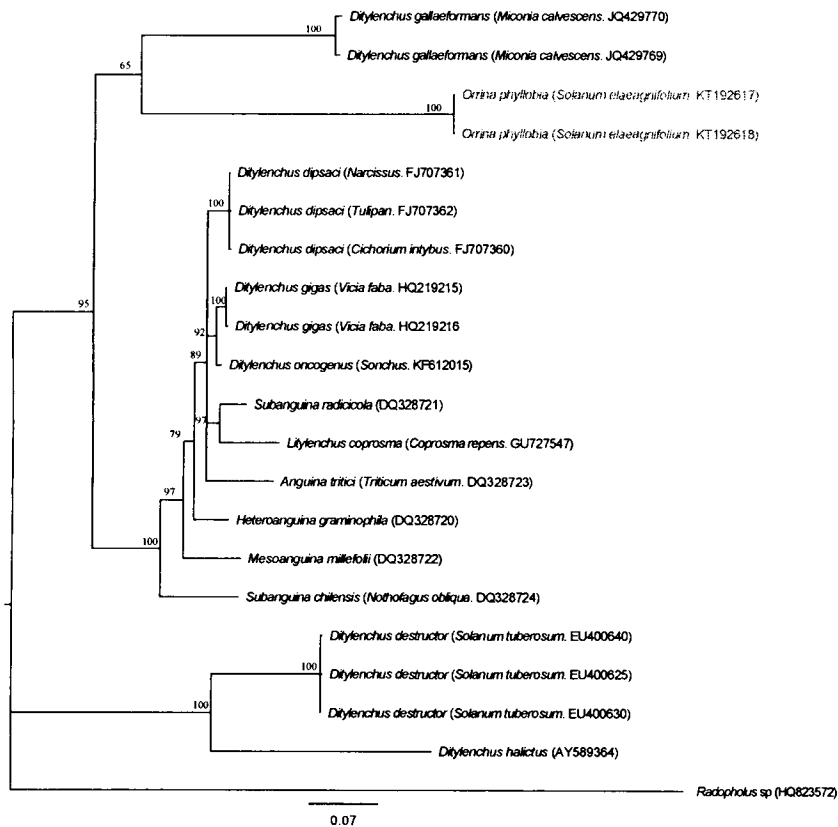 Ditylenchus gallaeformans (Miconia calvescens. JQ429770)
100
Ditylenchus gallaeformans (Miconia calvescens. JQ429769)
65
Orrina phyllobia (Solanum elaeagnifolium. KT192617)
100
Orrina phyllobia (Solanum elaeagnifolium. KT192618)
Ditylenchus dipsaci (Narcissus. FJ707361)
100
Ditylenchus dipsaci (Tulipan. FJ707362)
Ditylenchus dipsaci (Cichorium intybus. FJ707360)
Ditylenchus gigas (Vicia faba. HQ219215)
100
95
Ditylenchus gigas (Vicia faba. HQ219216
92
Ditylenchus oncogenus (Sonchus. KF612015)
89
Subanguina radicicola (DQ328721)
97
79
Litylenchus coprosma (Coprosma repens. GU727547)
Anguina tritici (Triticum aestivum. DQ328723)
97
Heteroanguina graminophila (DQ328720)
100
Mesoanguina millefolii (DQ328722)
Subanguina chilensis (Nothofagus obliqua. DQ328724)
Ditylenchus destructor (Solanum tuberosum. EU400640)
100
Ditylenchus destructor (Solanum tuberosum. EU400625)
100
Ditylenchus destructor (Solanum tuberosum. EU400630)
Ditylenchus halictus (AY589364)
Radopholus sp (HQ823572)
0.07